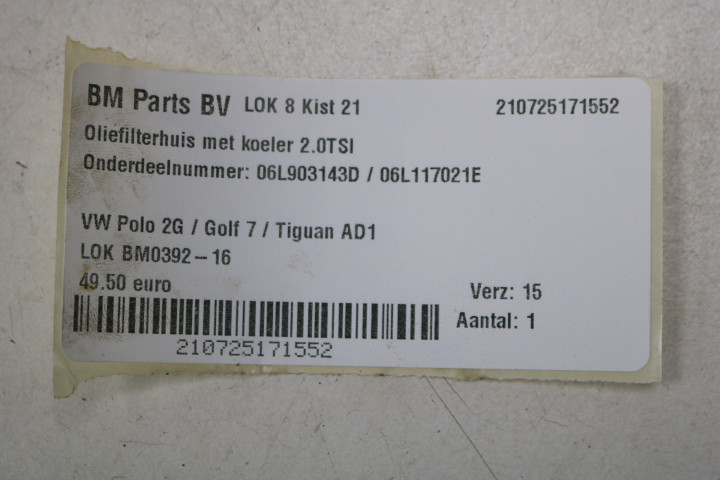 BM Parts BV LOK 8 Kist 21 210725171552
Oliefilterhuis met koeler 2.0TSI
Onderdeelnummer: 06L903143D / 06L117021E
VW Polo 2G / Golf 7 / Tiguan AD1
LOK BM0392-16
49.50 euro
Verz: 15
Aantal: 1
210725171552